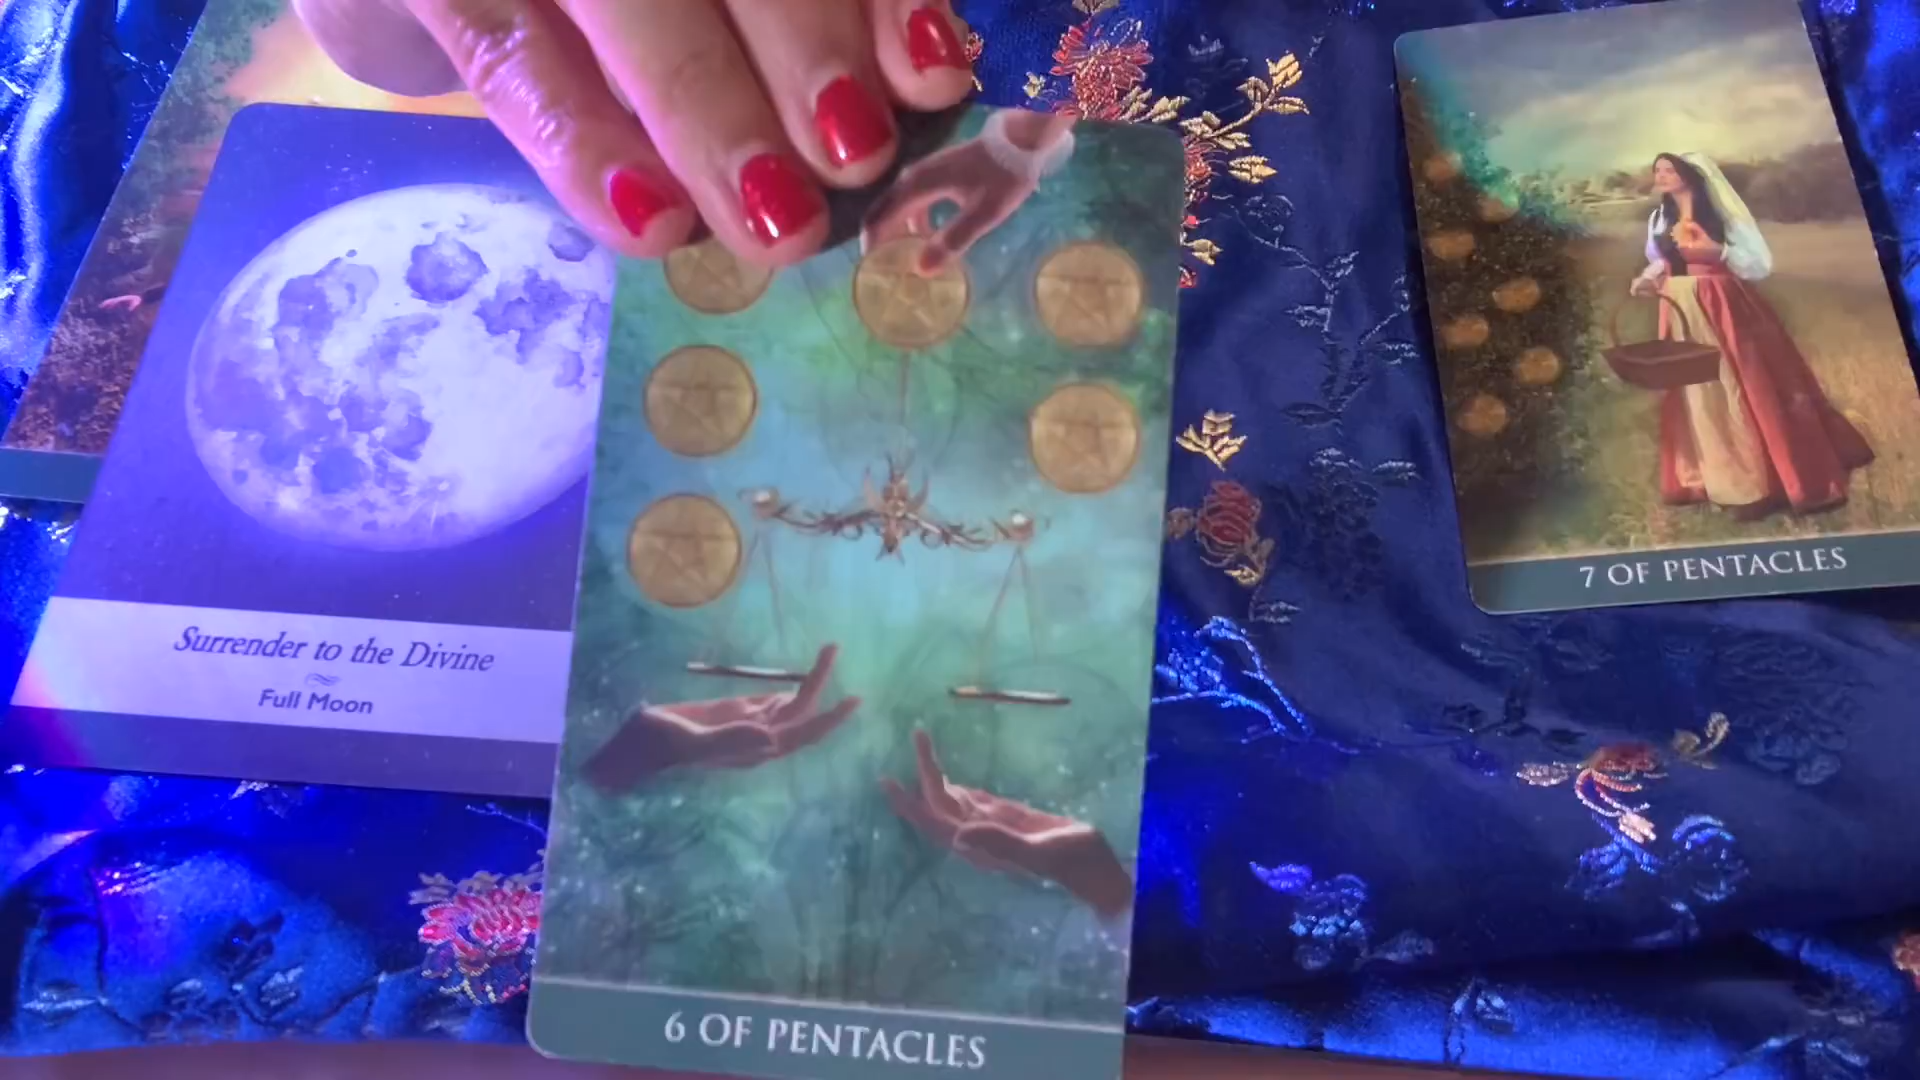 Surrender to the Divine
Full Moon
6 OF PENTACLES
7 OF PENTACLES